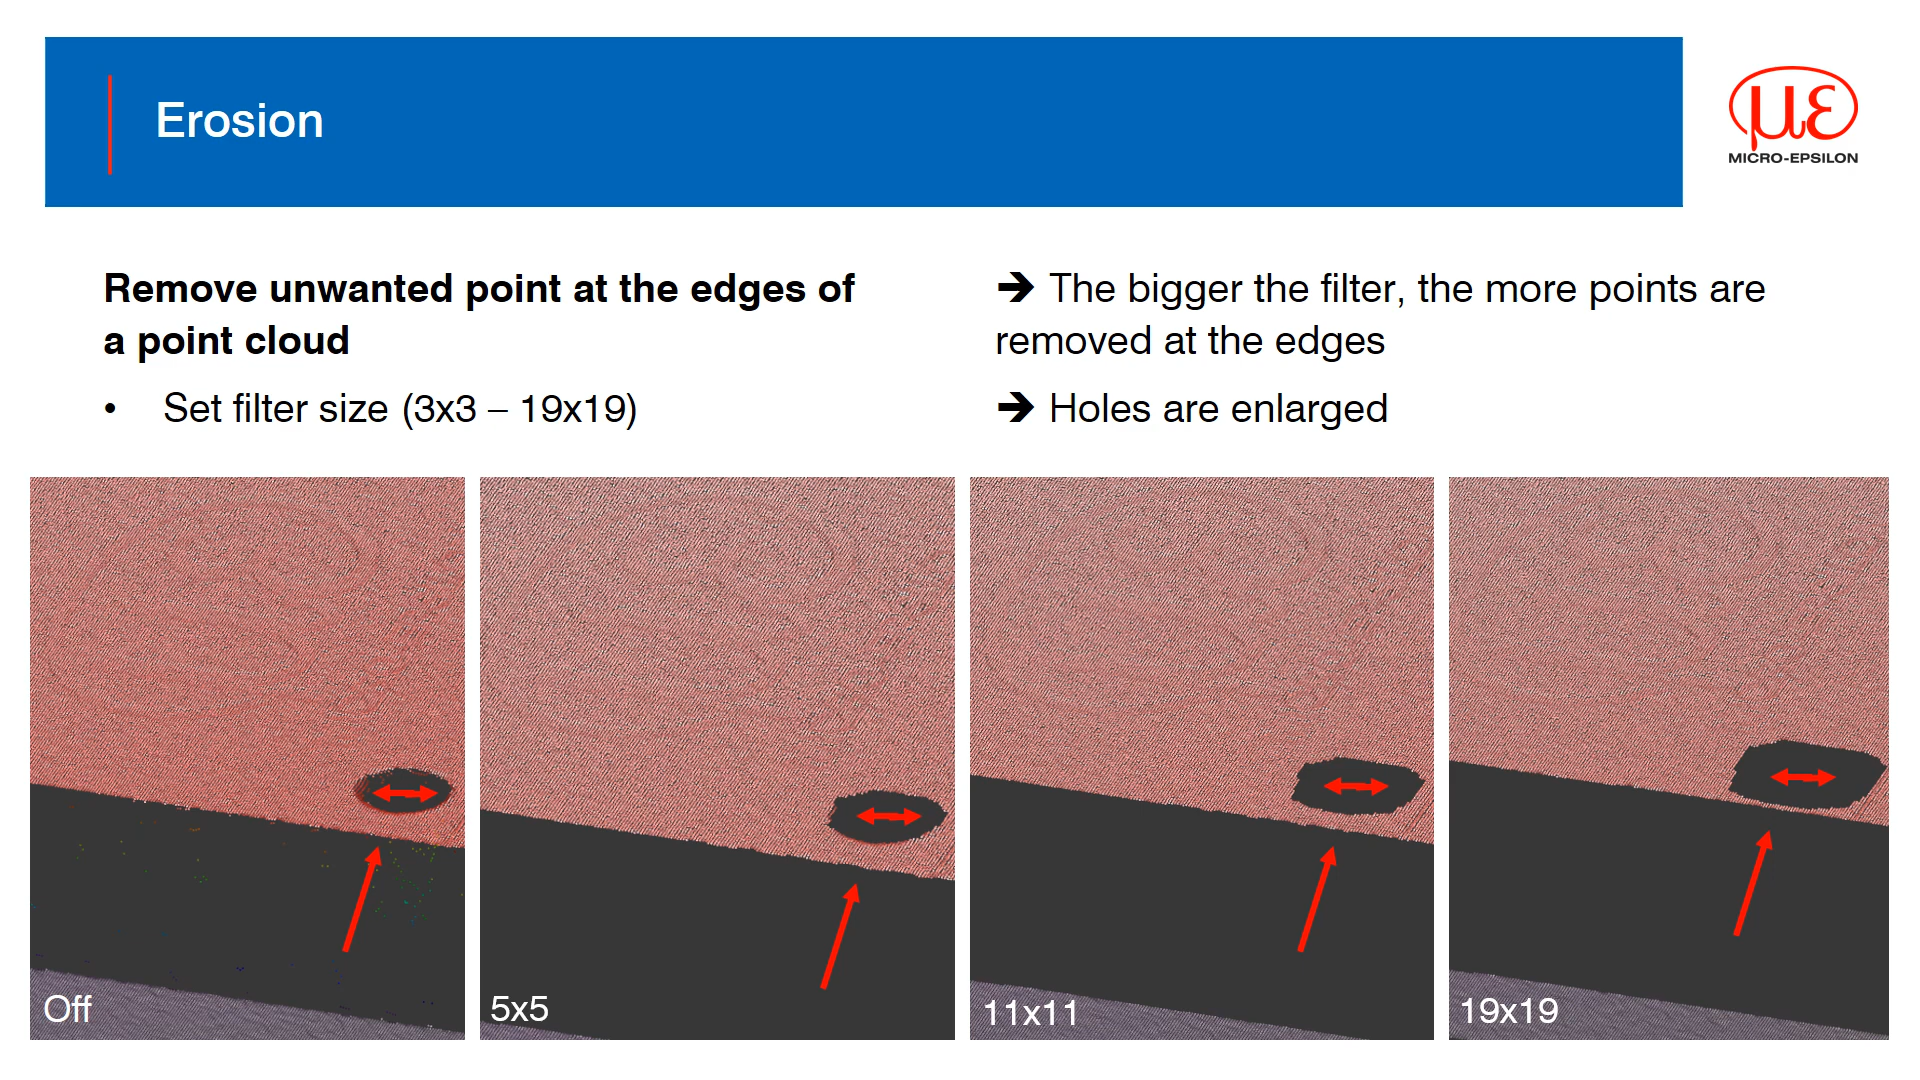 Erosion
με
MICRO-EPSILON
Remove unwanted point at the edges of
a point cloud
• Set filter size (3x3 – 19x19)
➔ The bigger the filter, the more points are
removed at the edges
➔ Holes are enlarged
Off
5x5
11x11
19x19